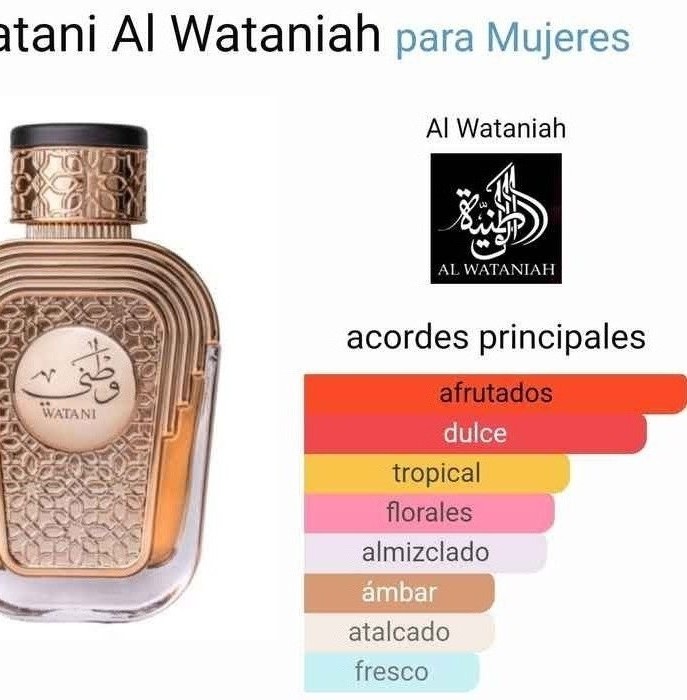 atani Al Wataniah para Mujeres
Al Wataniah
الوطنية
AL WATANIAH
acordes principales
وطني
WATANI
afrutados
dulce
tropical
florales
almizclado
ámbar
atalcado
fresco